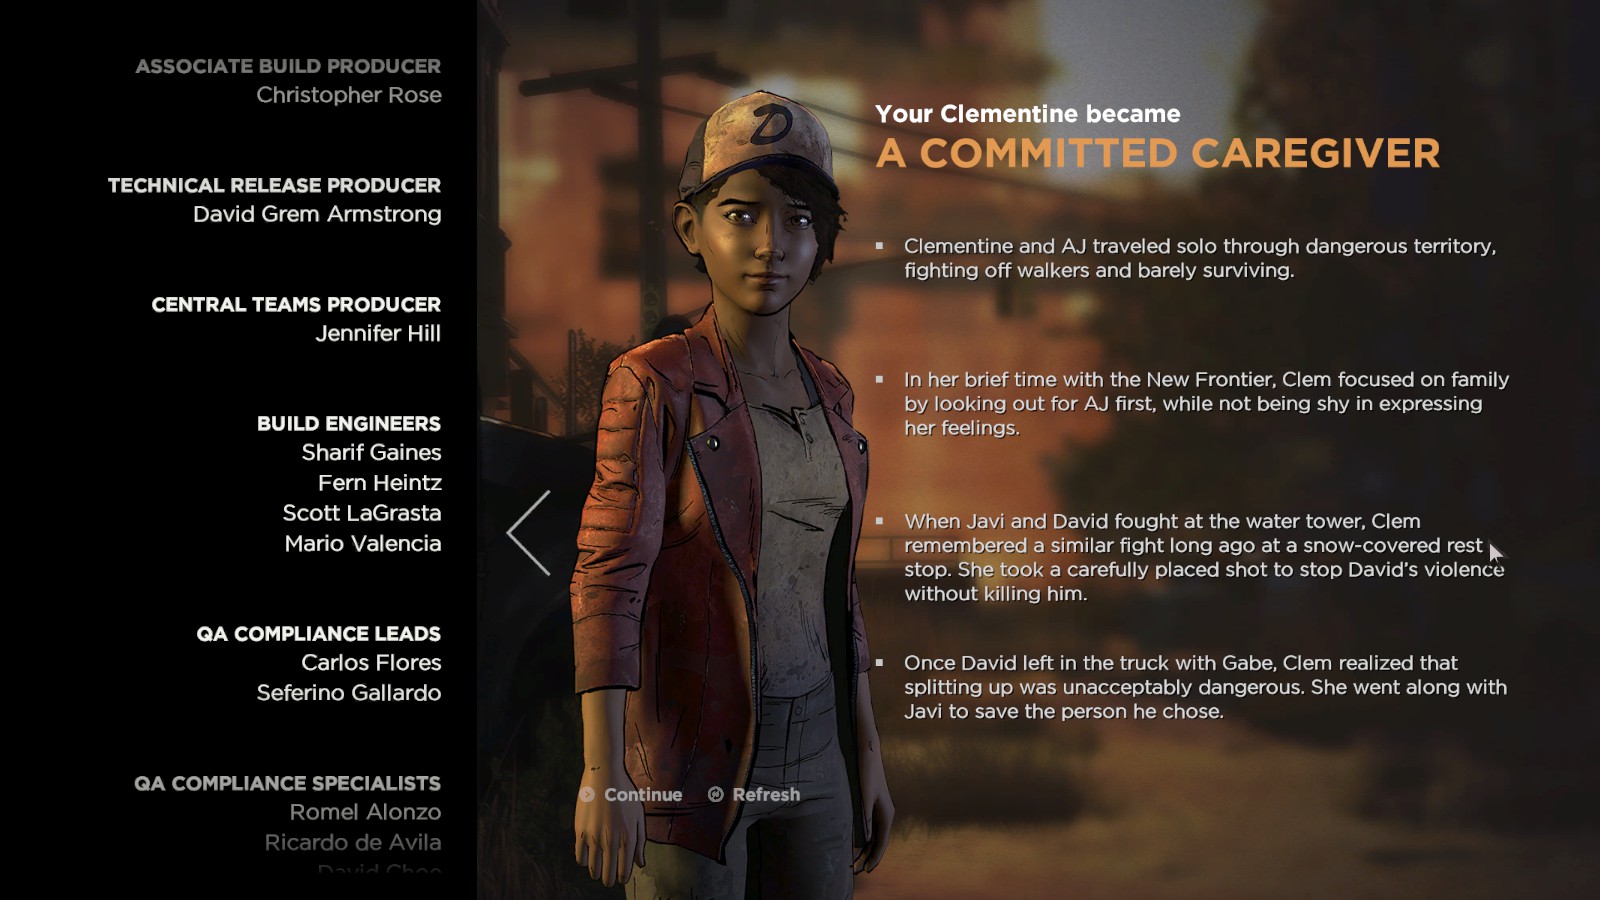 ASSOCIATE BUILD PRODUCER
Christopher Rose
TECHNICAL RELEASE PRODUCER
David Grem Armstrong
CENTRAL TEAMS PRODUCER
Jennifer Hill
BUILD ENGINEERS
Sharif Gaines
Fern Heintz
Scott LaGrasta
Mario Valencia
QA COMPLIANCE LEADS
Carlos Flores
Seferino Gallardo
QA COMPLIANCE SPECIALISTS
Romel Alonzo
Ricardo de Avila
David Choe
D
Your Clementine became
A COMMITTED CAREGIVER
Clementine and AJ traveled solo through dangerous territory,
fighting off walkers and barely surviving.
In her brief time with the New Frontier, Clem focused on family
by looking out for AJ first, while not being shy in expressing
her feelings.
When Javi and David fought at the water tower, Clem
remembered a similar fight long ago at a snow-covered rest
stop. She took a carefully placed shot to stop David's violence
without killing him.
Once David left in the truck with Gabe, Clem realized that
splitting up was unacceptably dangerous. She went along with
Javi to save the person he chose.
Continue
Refresh